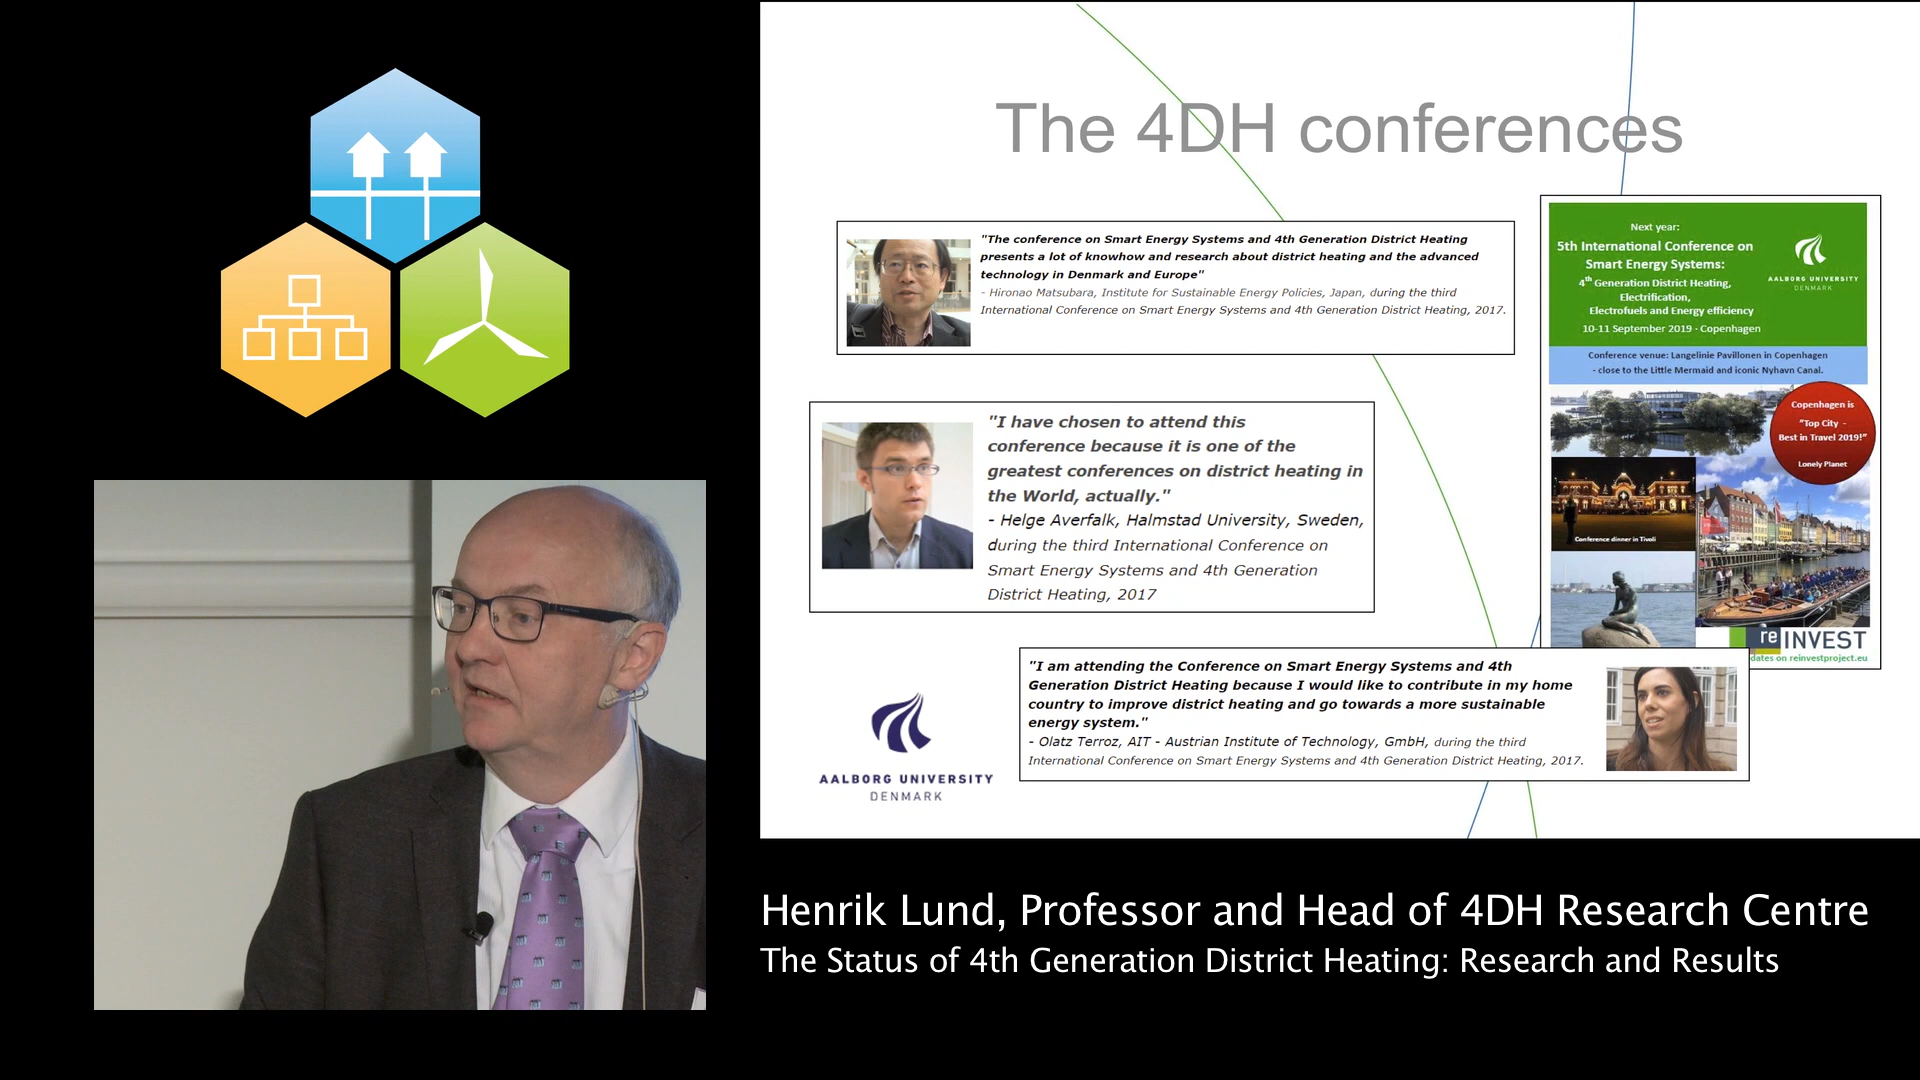 The 4DH conferences
"The conference on Smart Energy Systems and 4th Generation District Heating
presents a lot of knowhow and research about district heating and the advanced
technology in Denmark and Europe"
- Hironao Matsubara, Institute for Sustainable Energy Policies, Japan, during the third
International Conference on Smart Energy Systems and 4th Generation District Heating, 2017.
"I have chosen to attend this
conference because it is one of the
greatest conferences on district heating in
the World, actually."
- Helge Averfalk, Halmstad University, Sweden,
during the third International Conference on
Smart Energy Systems and 4th Generation
District Heating, 2017
"I am attending the Conference on Smart Energy Systems and 4th
Generation District Heating because I would like to contribute in my home
country to improve district heating and go towards a more sustainable
energy system."
- Olatz Terroz, AIT - Austrian Institute of Technology, GmbH, during the third
International Conference on Smart Energy Systems and 4th Generation District Heating, 2017.
Next year:
5th International Conference on
Smart Energy Systems:
4th Generation District Heating,
Electrification,
Electrofuels and Energy efficiency
10-11 September 2019 - Copenhagen
AALBORG UNIVERSITY
DENMARK
Conference venue: Langelinie Pavillonen in Copenhagen
- close to the Little Mermaid and iconic Nyhavn Canal.
Copenhagen is
"Top City -
Best in Travel 2019!"
Lonely Planet
Conference dinner in Tivoli
reINVEST
dates on reinvestproject.eu
AALBORG UNIVERSITY
DENMARK
Henrik Lund, Professor and Head of 4DH Research Centre
The Status of 4th Generation District Heating: Research and Results